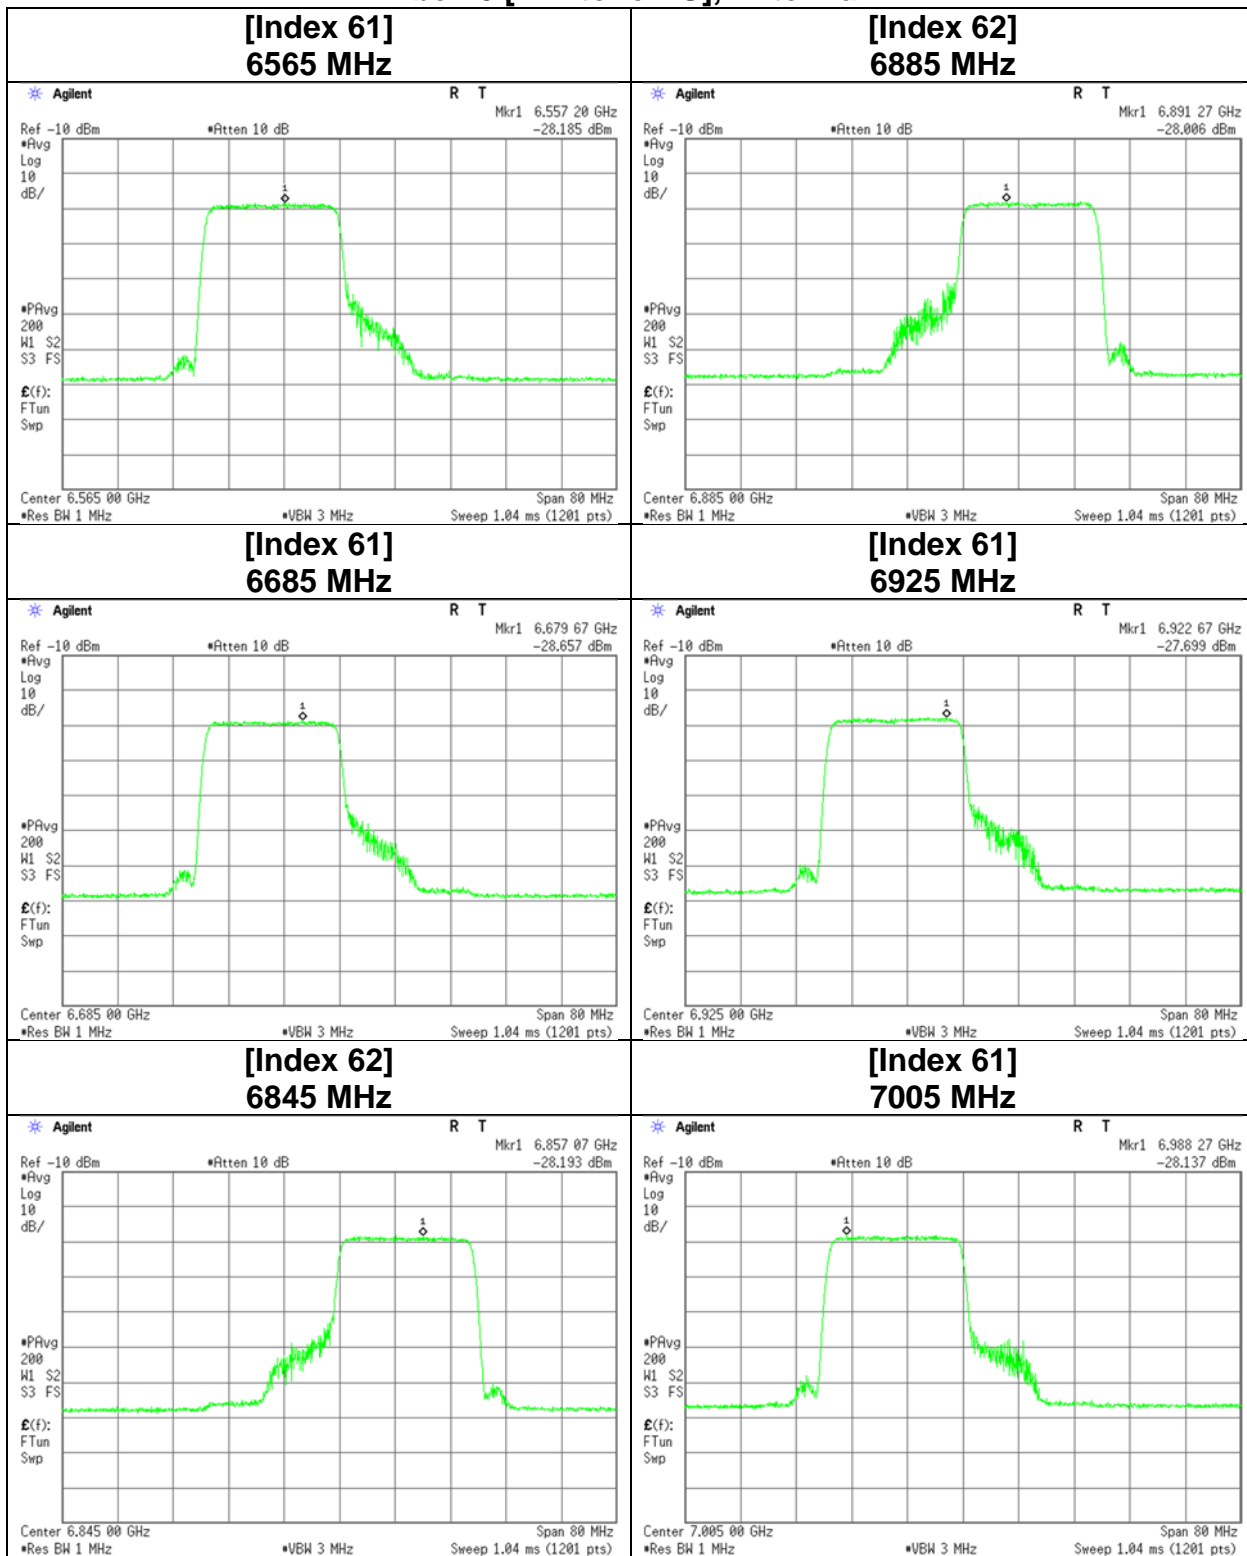 [Index 61]
6565 MHz
Agilent
R T
Mkr1 6.557 20 GHz
Ref -10 dBm
#Atten 10 dB
-28.185 dBm
#Avg
Log
10
dB/
1
#PAvg
200
W1 S2
S3 FS
£(f):
FTun
Swp
Center 6.565 00 GHz
Span 80 MHz
#Res BW 1 MHz
#VBW 3 MHz
Sweep 1.04 ms (1201 pts)
[Index 62]
6885 MHz
Agilent
R T
Mkr1 6.891 27 GHz
Ref -10 dBm
#Atten 10 dB
-28.006 dBm
#Avg
Log
10
dB/
1
#PAvg
200
W1 S2
S3 FS
£(f):
FTun
Swp
Center 6.885 00 GHz
Span 80 MHz
#Res BW 1 MHz
#VBW 3 MHz
Sweep 1.04 ms (1201 pts)
[Index 61]
6685 MHz
Agilent
R T
Mkr1 6.679 67 GHz
Ref -10 dBm
#Atten 10 dB
-28.657 dBm
#Avg
Log
10
dB/
1
#PAvg
200
W1 S2
S3 FS
£(f):
FTun
Swp
Center 6.685 00 GHz
Span 80 MHz
#Res BW 1 MHz
#VBW 3 MHz
Sweep 1.04 ms (1201 pts)
[Index 61]
6925 MHz
Agilent
R T
Mkr1 6.922 67 GHz
Ref -10 dBm
#Atten 10 dB
-27.699 dBm
#Avg
Log
10
dB/
1
#PAvg
200
W1 S2
S3 FS
£(f):
FTun
Swp
Center 6.925 00 GHz
Span 80 MHz
#Res BW 1 MHz
#VBW 3 MHz
Sweep 1.04 ms (1201 pts)
[Index 62]
6845 MHz
Agilent
R T
Mkr1 6.857 07 GHz
Ref -10 dBm
#Atten 10 dB
-28.193 dBm
#Avg
Log
10
dB/
1
#PAvg
200
W1 S2
S3 FS
£(f):
FTun
Swp
Center 6.845 00 GHz
Span 80 MHz
#Res BW 1 MHz
#VBW 3 MHz
Sweep 1.04 ms (1201 pts)
[Index 61]
7005 MHz
Agilent
R T
Mkr1 6.988 27 GHz
Ref -10 dBm
#Atten 10 dB
-28.137 dBm
#Avg
Log
10
dB/
1
#PAvg
200
W1 S2
S3 FS
£(f):
FTun
Swp
Center 7.005 00 GHz
Span 80 MHz
#Res BW 1 MHz
#VBW 3 MHz
Sweep 1.04 ms (1201 pts)